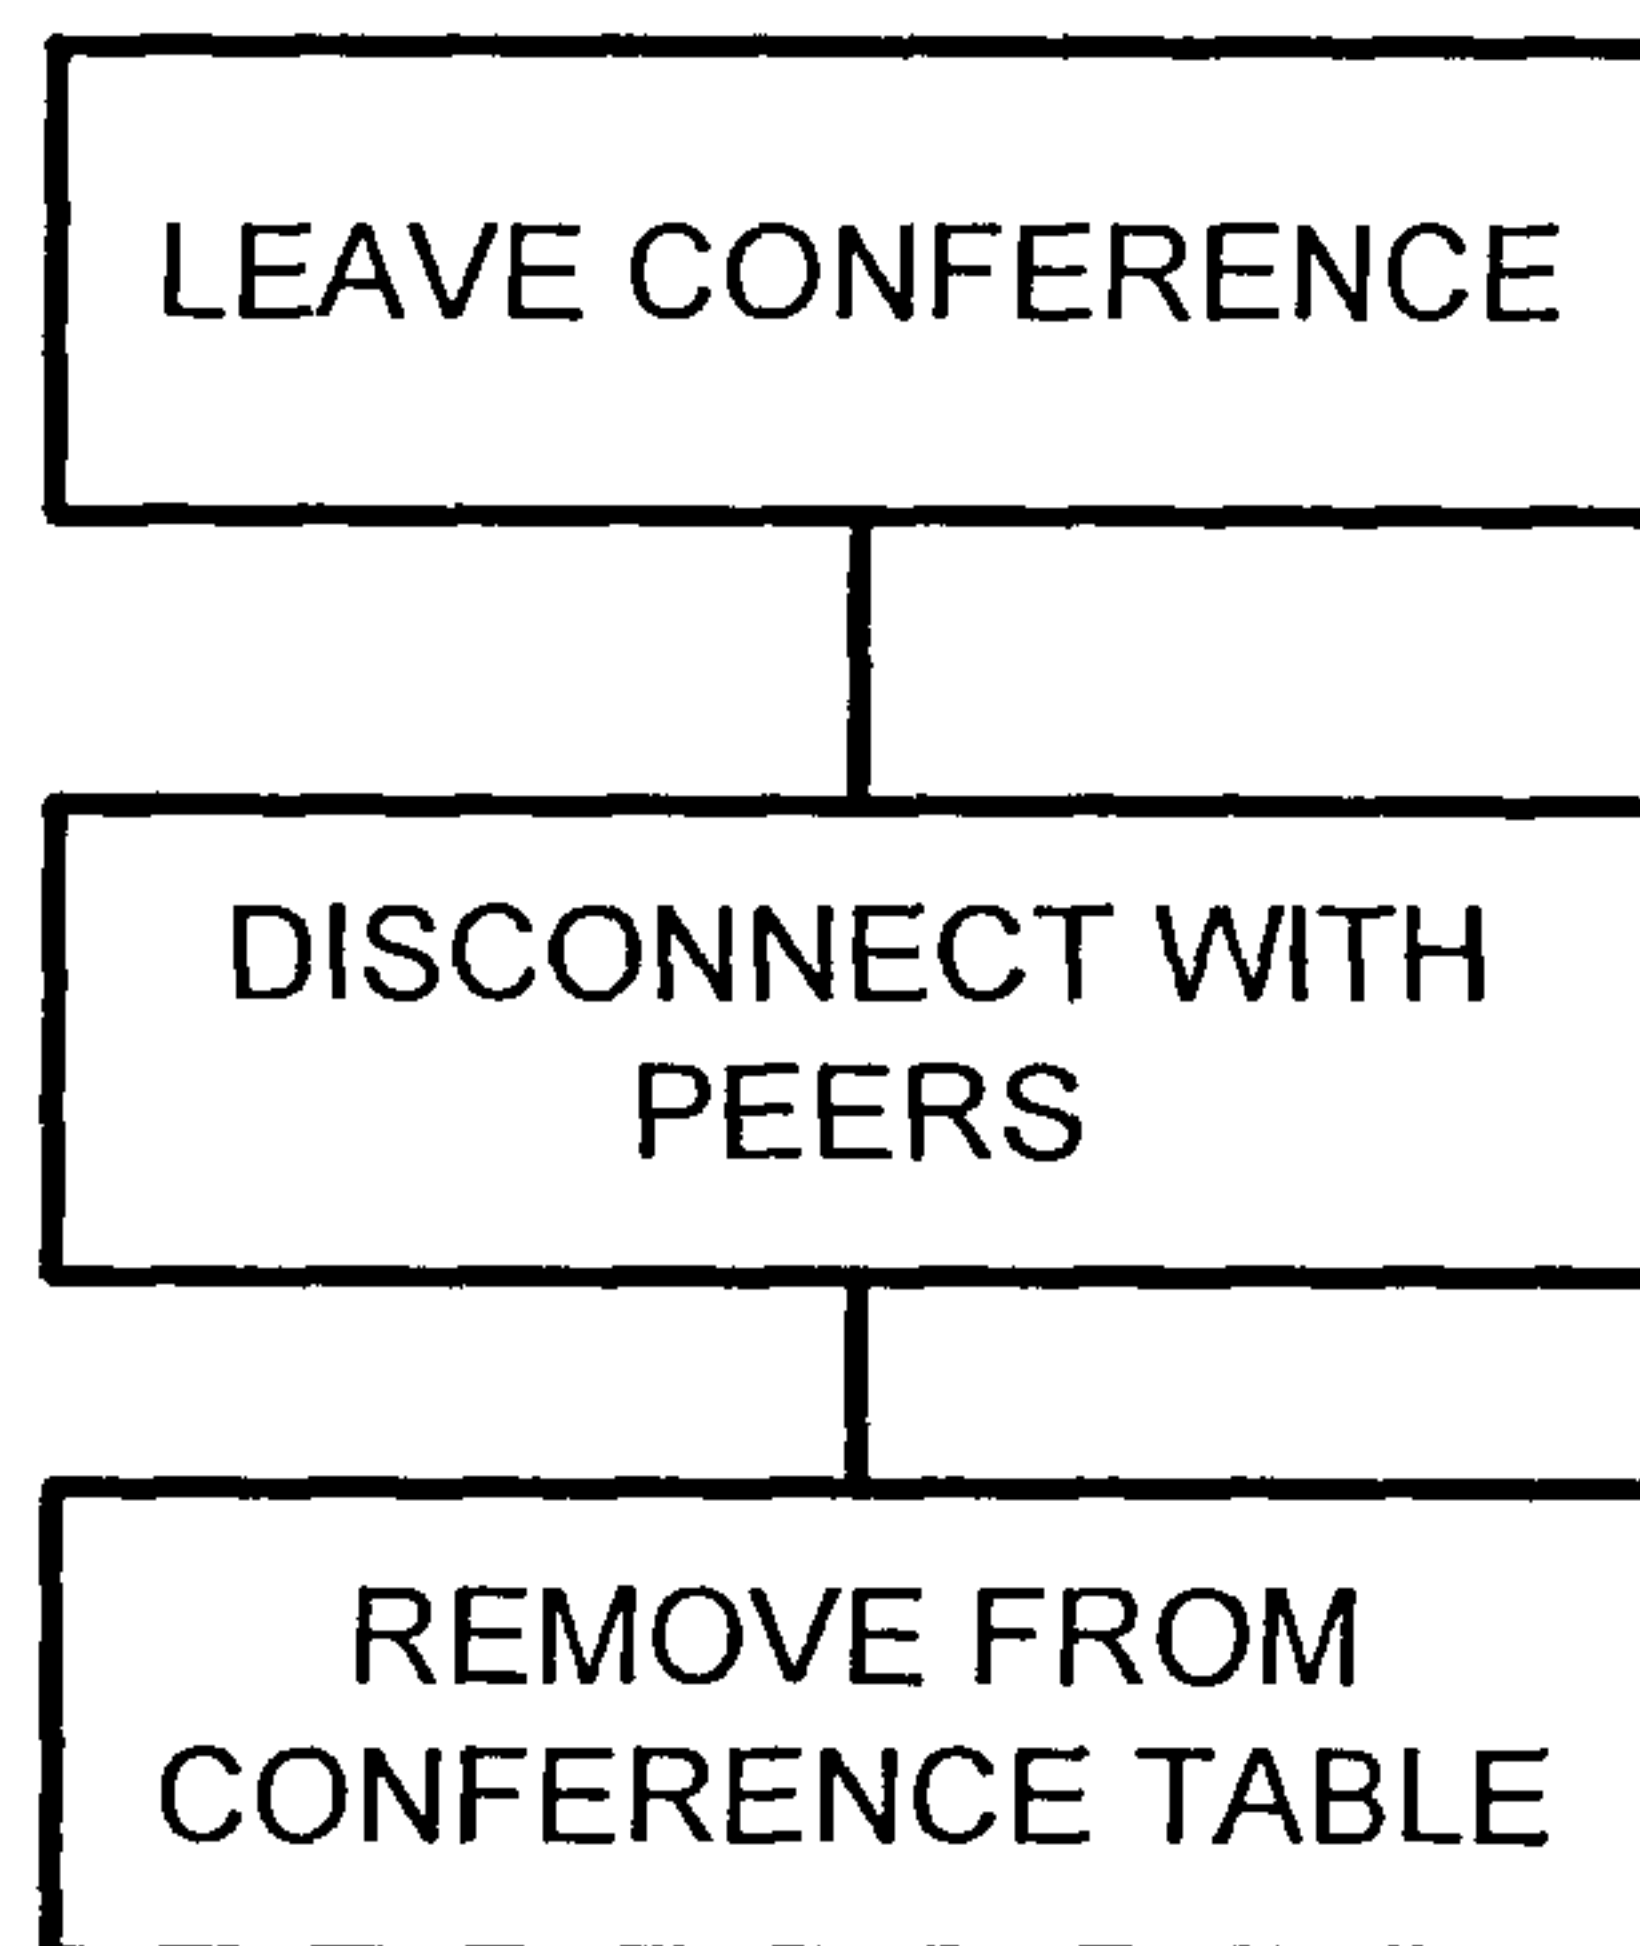 LEAVE CONFERENCE
DISCONNECT WITH
PEERS
REMOVE FROM
CONFERENCE TABLE